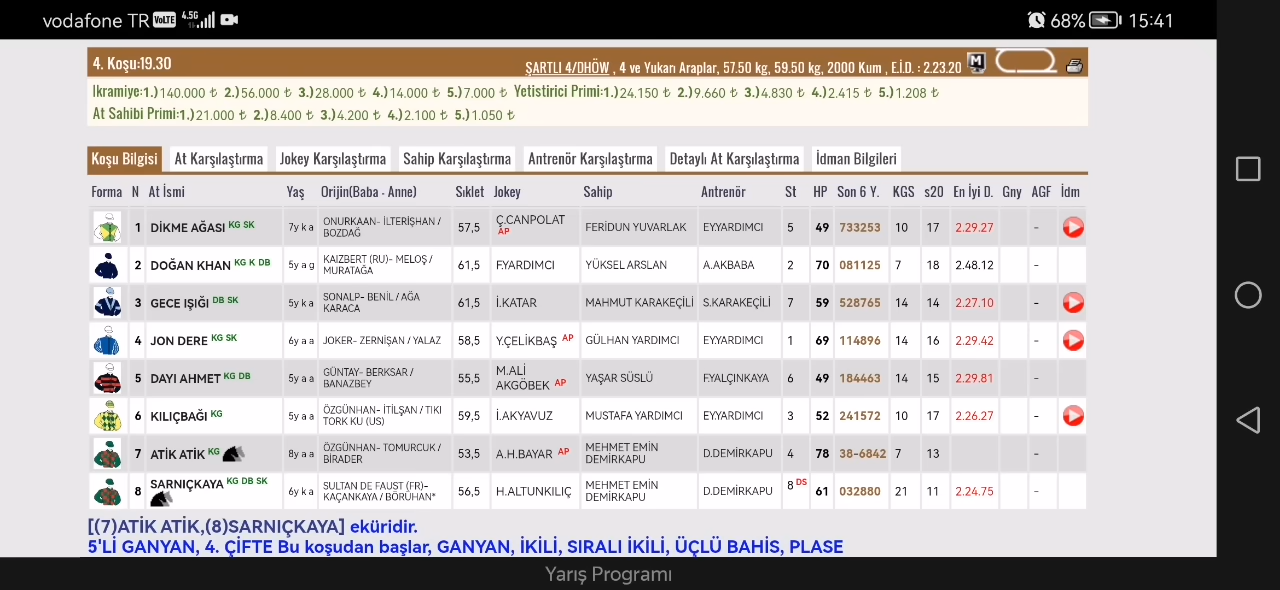 vodafone TR VoLTE 4.5G 68% 15:41
4. Koşu:19.30
ŞARTLI 4/DHÖW , 4 ve Yukarı Araplar, 57.50 kg, 59.50 kg, 2000 Kum , E.İ.D. : 2.23.20 M
Ikramiye:1.)140.000 ₺ 2.)56.000 ₺ 3.)28.000 ₺ 4.)14.000 ₺ 5.)7.000 ₺ Yetistirici Primi:1.)24.150 ₺ 2.)9.660 ₺ 3.)4.830 ₺ 4.)2.415 ₺ 5.)1.208 ₺
At Sahibi Primi:1.)21.000 ₺ 2.)8.400 ₺ 3.)4.200 ₺ 4.)2.100 ₺ 5.)1.050 ₺
Koşu Bilgisi At Karşılaştırma Jokey Karşılaştırma Sahip Karşılaştırma Antrenör Karşılaştırma Detaylı At Karşılaştırma İdman Bilgileri
Forma N At İsmi Yaş Orijin(Baba - Anne) Sıklet Jokey Sahip Antrenör St HP Son 6 Y. KGS s20 En İyi D. Gny AGF İdm
1 DİKME AĞASI KG SK 7y k a ONURKAAN- İLTERİŞHAN / BOZDAĞ 57,5 Ç.CANPOLAT AP FERİDUN YUVARLAK EY.YARDIMCI 5 49 733253 10 17 2.29.27 -
2 DOĞAN KHAN KG K DB 5y a g KAIZBERT (RU)- MELOŞ / MURATAĞA 61,5 F.YARDIMCI YÜKSEL ARSLAN A.AKBABA 2 70 081125 7 18 2.48.12 -
3 GECE IŞIĞI DB SK 5y k a SONALP- BENİL / AĞA KARACA 61,5 İ.KATAR MAHMUT KARAKEÇİLİ S.KARAKEÇİLİ 7 59 528765 14 14 2.27.10 -
4 JON DERE KG SK 6y a a JOKER- ZERNİŞAN / YALAZ 58,5 Y.ÇELİKBAŞ AP GÜLHAN YARDIMCI EY.YARDIMCI 1 69 114896 14 16 2.29.42 -
5 DAYI AHMET KG DB 5y a a GÜNTAY- BERKSAR / BANAZBEY 55,5 M.ALİ AKGÖBEK AP YAŞAR SÜSLÜ F.YALÇINKAYA 6 49 184463 14 15 2.29.81 -
6 KILIÇBAĞI KG 5y a a ÖZGÜNHAN- İTİLŞAN / TIKI TORK KU (US) 59,5 İ.AKYAVUZ MUSTAFA YARDIMCI EY.YARDIMCI 3 52 241572 10 17 2.26.27 -
7 ATİK ATİK KG 8y a a ÖZGÜNHAN- TOMURCUK / BİRADER 53,5 A.H.BAYAR AP MEHMET EMİN DEMİRKAPU D.DEMİRKAPU 4 78 38-6842 7 13 -
8 SARNIÇKAYA KG DB SK 6y k a SULTAN DE FAUST (FR)- KAÇANKAYA / BÖRÜHAN* 56,5 H.ALTUNKILIÇ MEHMET EMİN DEMİRKAPU D.DEMİRKAPU 8 DS 61 032880 21 11 2.24.75 -
[(7)ATİK ATİK,(8)SARNIÇKAYA] eküridir.
5'Lİ GANYAN, 4. ÇİFTE Bu koşudan başlar, GANYAN, İKİLİ, SIRALI İKİLİ, ÜÇLÜ BAHİS, PLASE
Yarış Programı